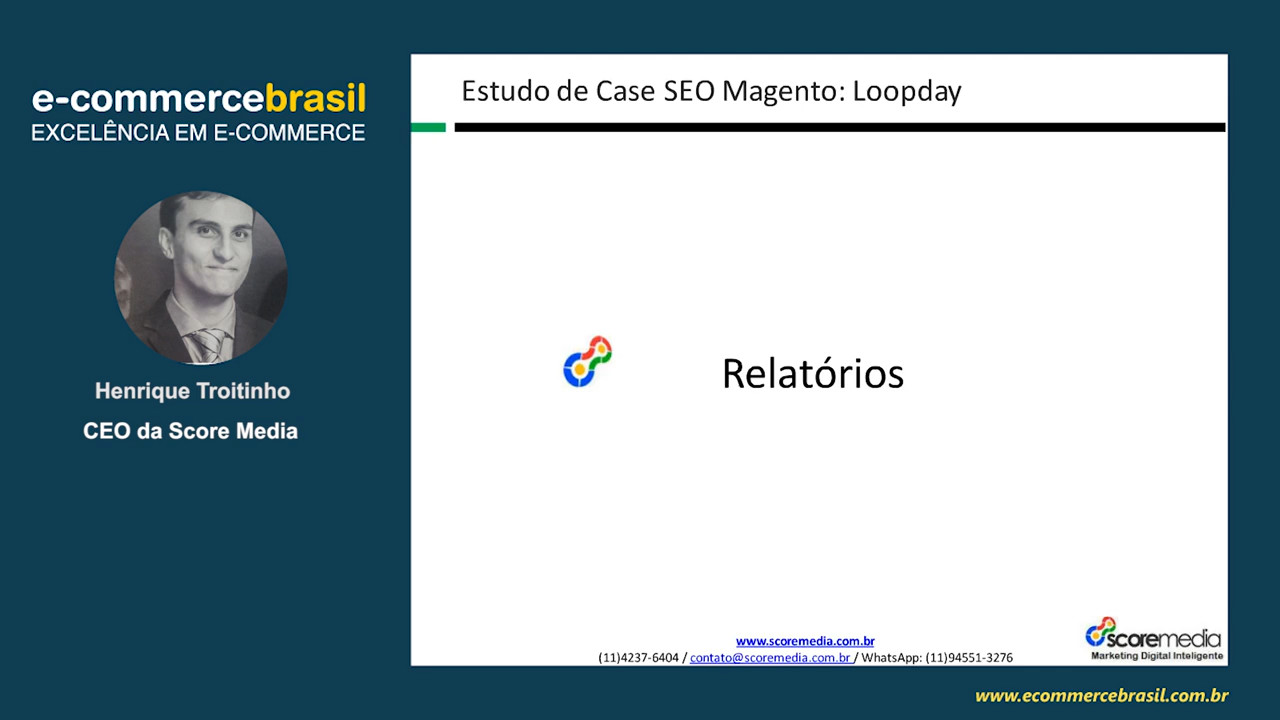 e-commercebrasil
EXCELÊNCIA EM E-COMMERCE
Henrique Troitinho
CEO da Score Media
Estudo de Case SEO Magento: Loopday
Relatórios
www.scoremedia.com.br
(11)4237-6404 / contato@scoremedia.com.br / WhatsApp: (11)94551-3276
scoremedia
Marketing Digital Inteligente
www.ecommercebrasil.com.br